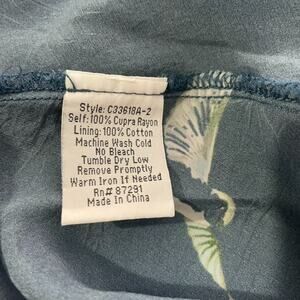 Style: C33618A-2
Self: 100% Cupra Rayon
Lining: 100% Cotton
Machine Wash Cold
No Bleach
Tumble Dry Low
Remove Promptly
Warm Iron If Needed
Rn# 87291
Made In China